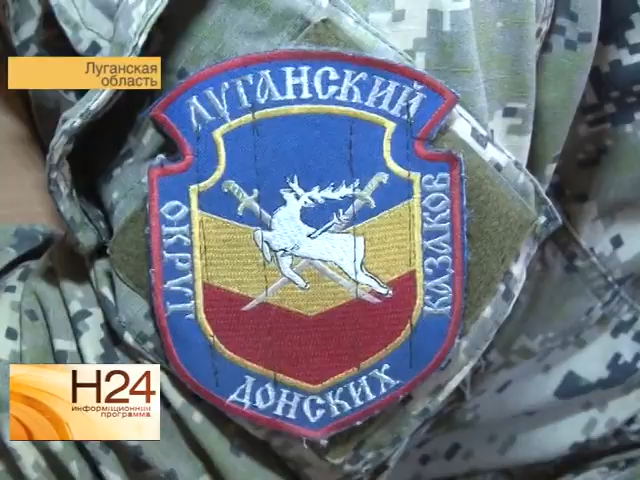 Луганская
область
ЛУГАНСКИЙ
ОКРУГ
ДОНСКИХ
КАЗАКОВ
Н24
информационная
программа